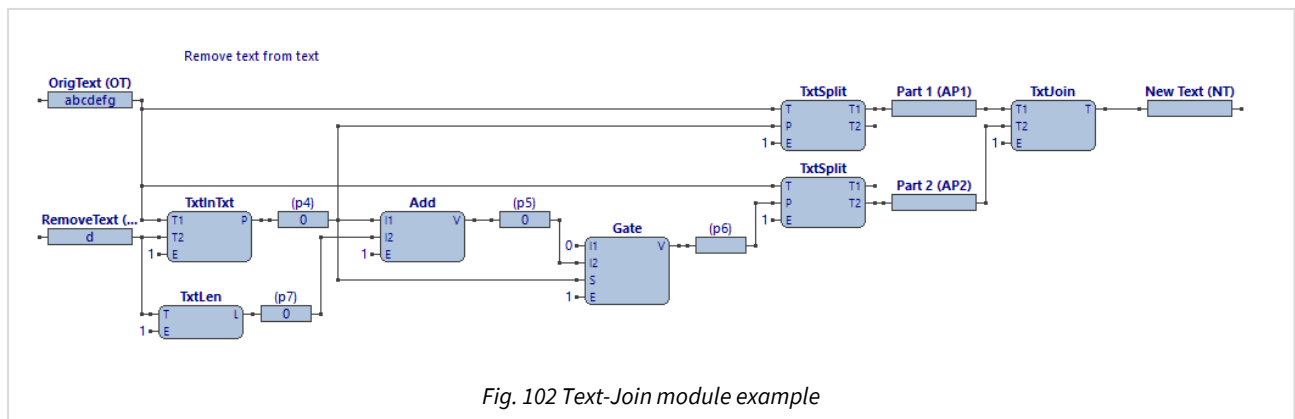 Remove text from text
OrigText (OT)
abcdefg
TxtSplit
T T1
P T2
1 E
Part 1 (AP1)
TxtJoin
T1 T
T2
1 E
New Text (NT)
TxtSplit
T T1
P T2
1 E
Part 2 (AP2)
RemoveText (...
d
TxtInTxt
T1 P
T2
1 E
(p4)
0
Add
I1 V
I2
1 E
(p5)
0
Gate
0 I1 V
I2
S
1 E
(p6)
TxtLen
T L
1 E
(p7)
0
Fig. 102 Text-Join module example